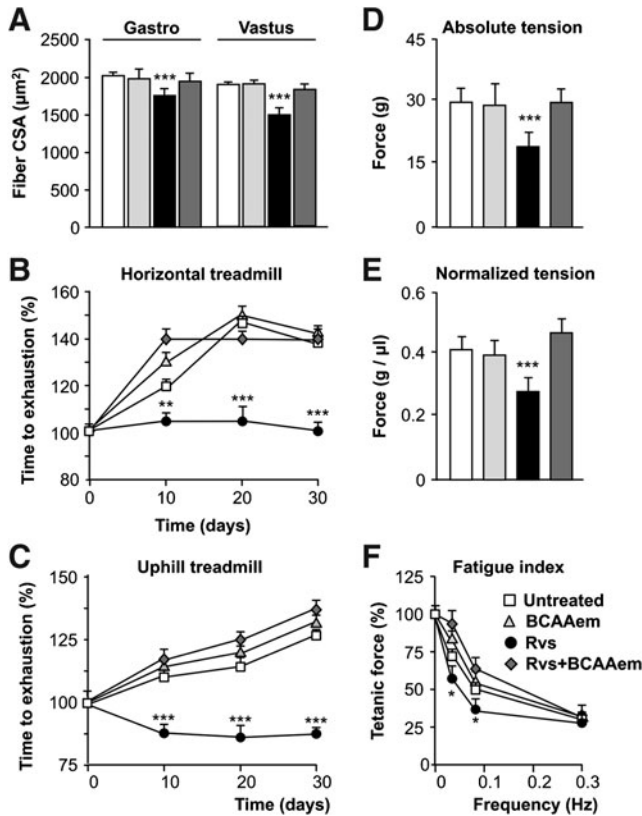 A
Gastro
Vastus
Fiber CSA (µm²)
2500
2000
1500
1000
500
0
***
***
D
Absolute tension
Force (g)
45
30
15
0
***
B
Horizontal treadmill
Time to exhaustion (%)
160
140
120
100
80
**
***
***
0 10 20 30
Time (days)
E
Normalized tension
Force (g / µl)
0.6
0.4
0.2
0
***
C
Uphill treadmill
Time to exhaustion (%)
150
125
100
75
***
***
***
0 10 20 30
Time (days)
F
Fatigue index
Tetanic force (%)
125
100
75
50
25
0
Untreated
BCAAem
Rvs
Rvs+BCAAem
*
*
0 0.1 0.2 0.3
Frequency (Hz)